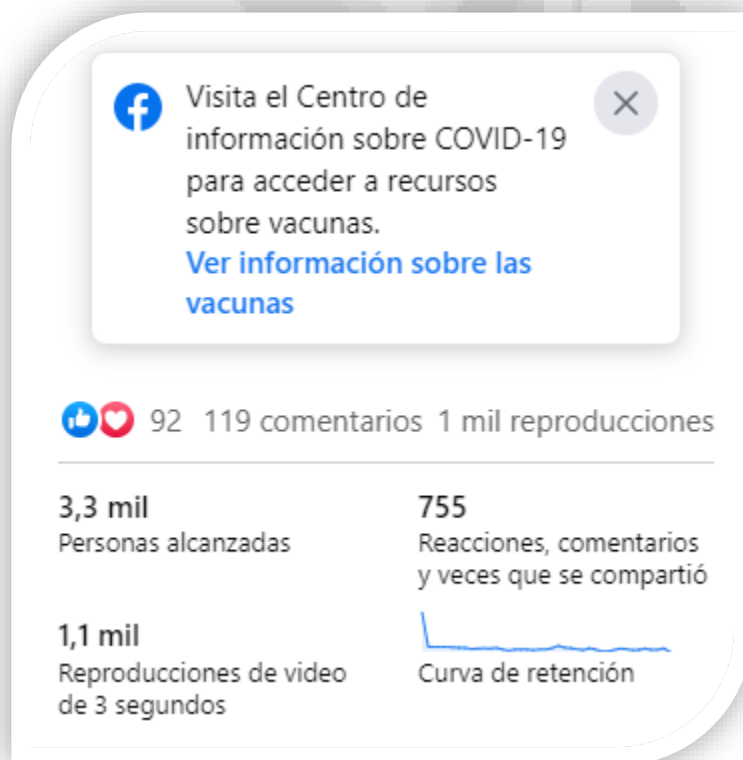 Visita el Centro de
información sobre COVID-19
para acceder a recursos
sobre vacunas.
Ver información sobre las
vacunas
92 119 comentarios 1 mil reproducciones
3,3 mil
Personas alcanzadas
755
Reacciones, comentarios
y veces que se compartió
1,1 mil
Reproducciones de video
de 3 segundos
Curva de retención